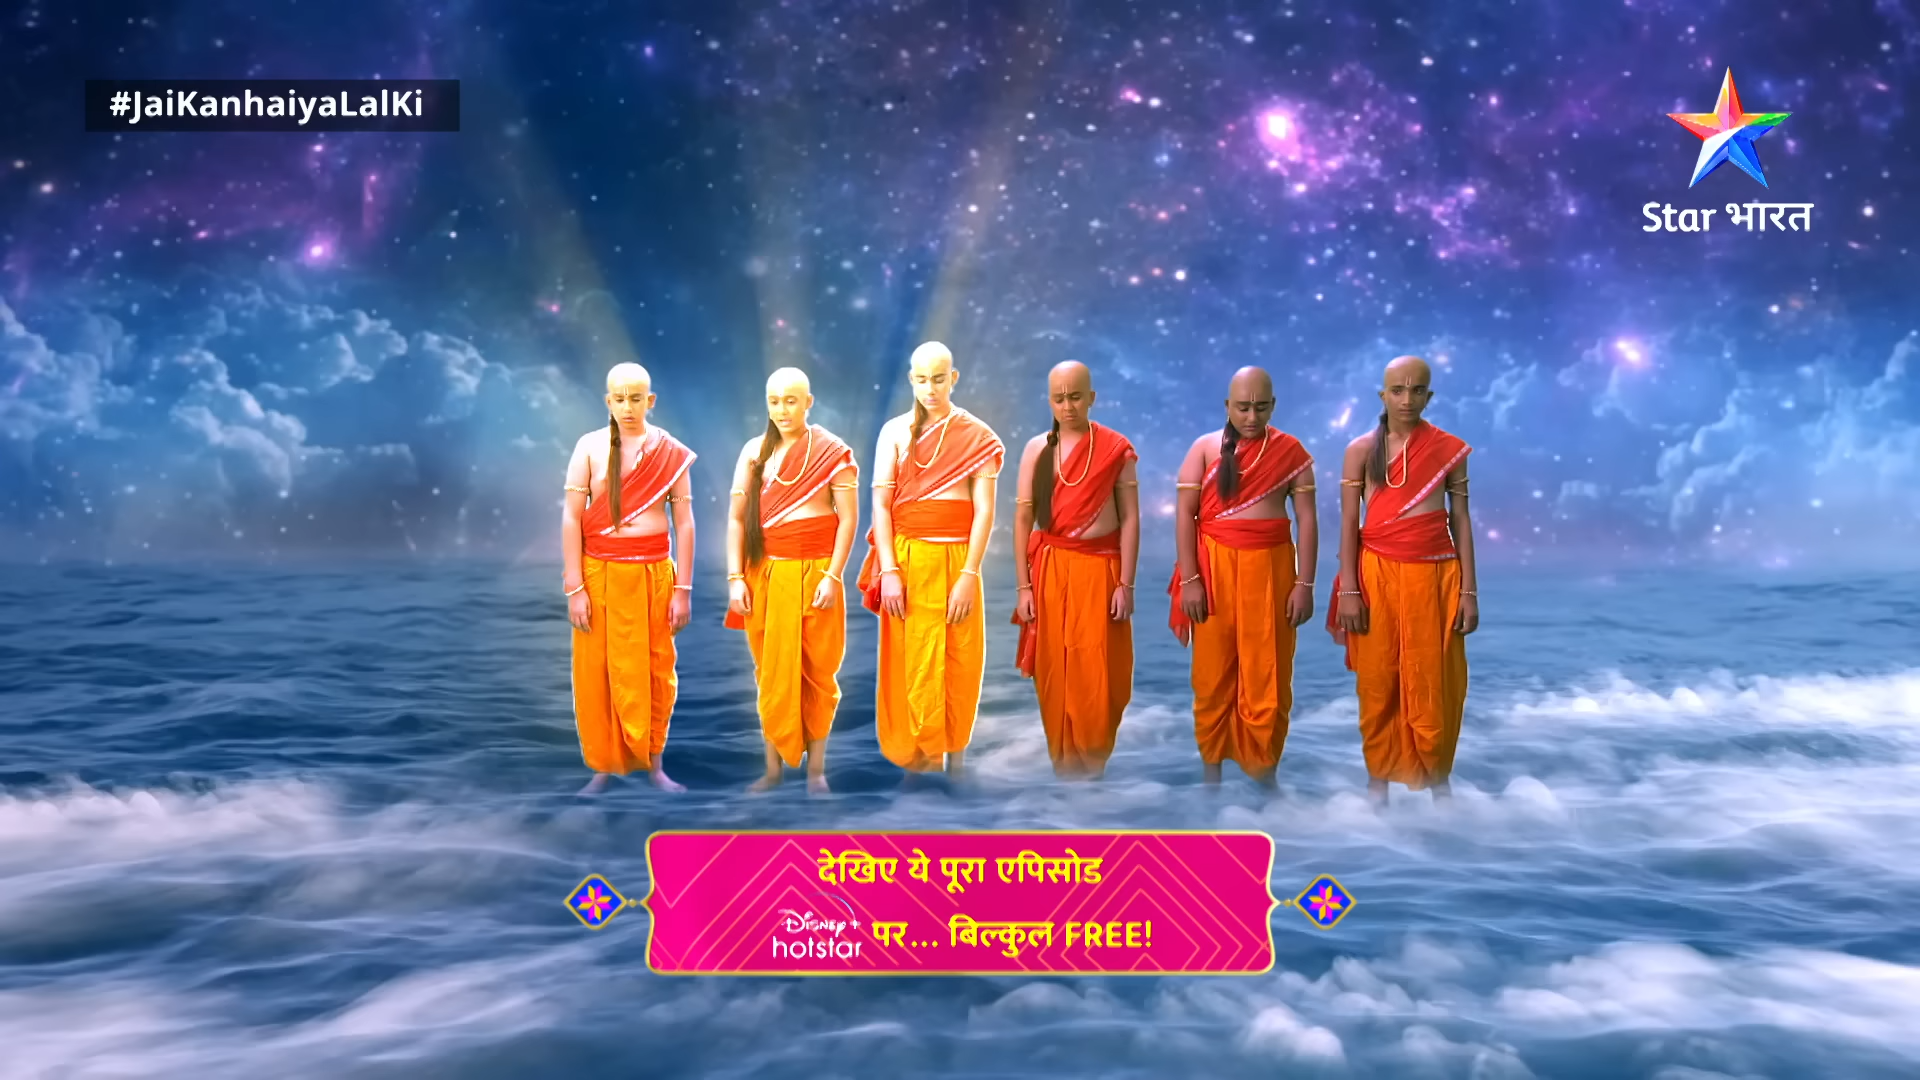 #JaiKanhaiyaLalKi
Star भारत
देखिए ये पूरा एपिसोड
Disney+ hotstar पर... बिल्कुल FREE!